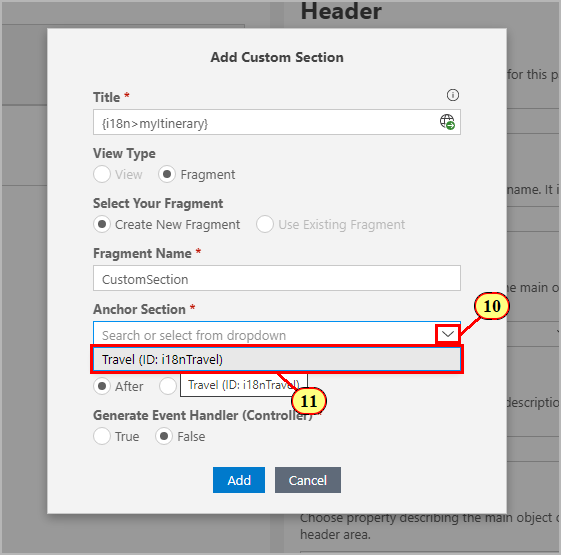 Header
Add Custom Section
for this p
Title *
{i18n>myItinerary}
View Type
View
Fragment
name. It i
Select Your Fragment
Create New Fragment
Use Existing Fragment
Fragment Name *
CustomSection
the main o
Anchor Section *
10
Search or select from dropdown
Travel (ID: i18nTravel)
After
Travel (ID: i18nTravel)
11
description
Generate Event Handler (Controller) *
True
False
Add
Cancel
Choose property describing the main object o
header area.